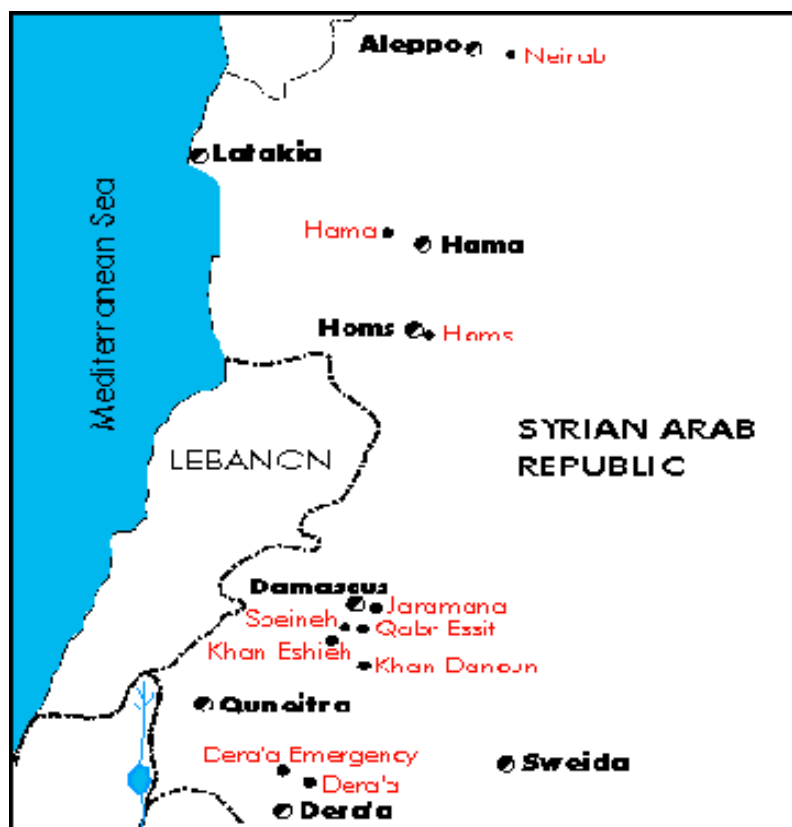 Aleppo
Neirab
Latakia
Mediterranean Sea
Hama
Hama
Homs
Homs
SYRIAN ARAB
REPUBLIC
LEBANON
Damascus
Jaramana
Sbeineh
Qabr Essit
Khan Eshieh
Khan Danoun
Quneitra
Dera'a Emergency
Dera'a
Sweida
Dera'a